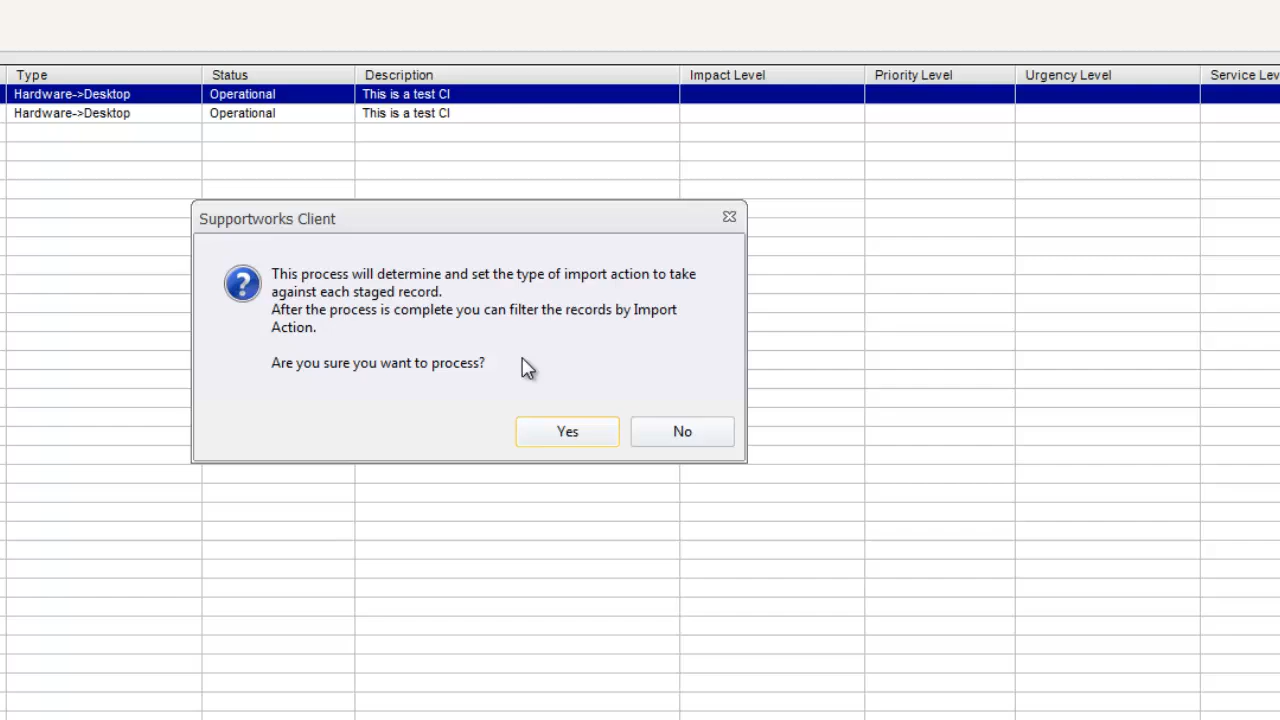 Type Status Description Impact Level Priority Level Urgency Level Service Lev
Hardware->Desktop Operational This is a test CI
Hardware->Desktop Operational This is a test CI
Supportworks Client
This process will determine and set the type of import action to take
against each staged record.
After the process is complete you can filter the records by Import
Action.
Are you sure you want to process?
Yes No